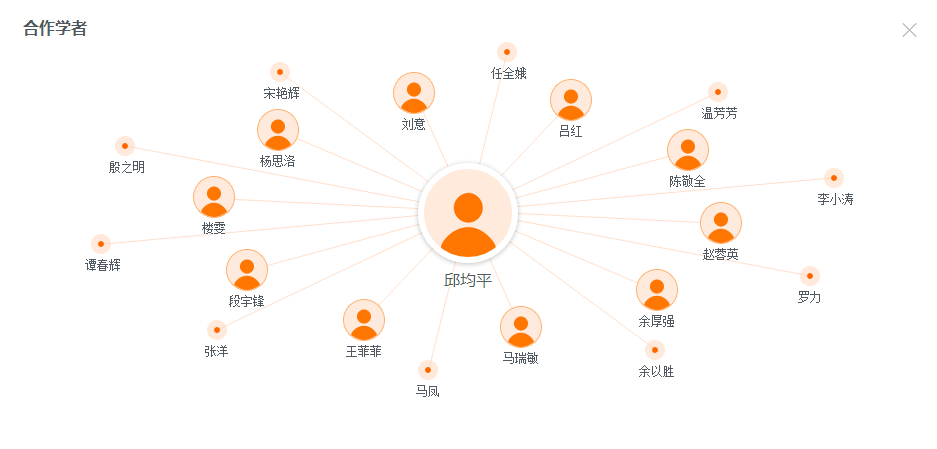 合作学者
任全娥
宋艳辉
刘意
吕红
温芳芳
杨思洛
殷之明
陈敬全
李小涛
楼雯
赵蓉英
谭春辉
邱均平
段宇锋
罗力
余厚强
张洋
王菲菲
马瑞敏
余以胜
马凤